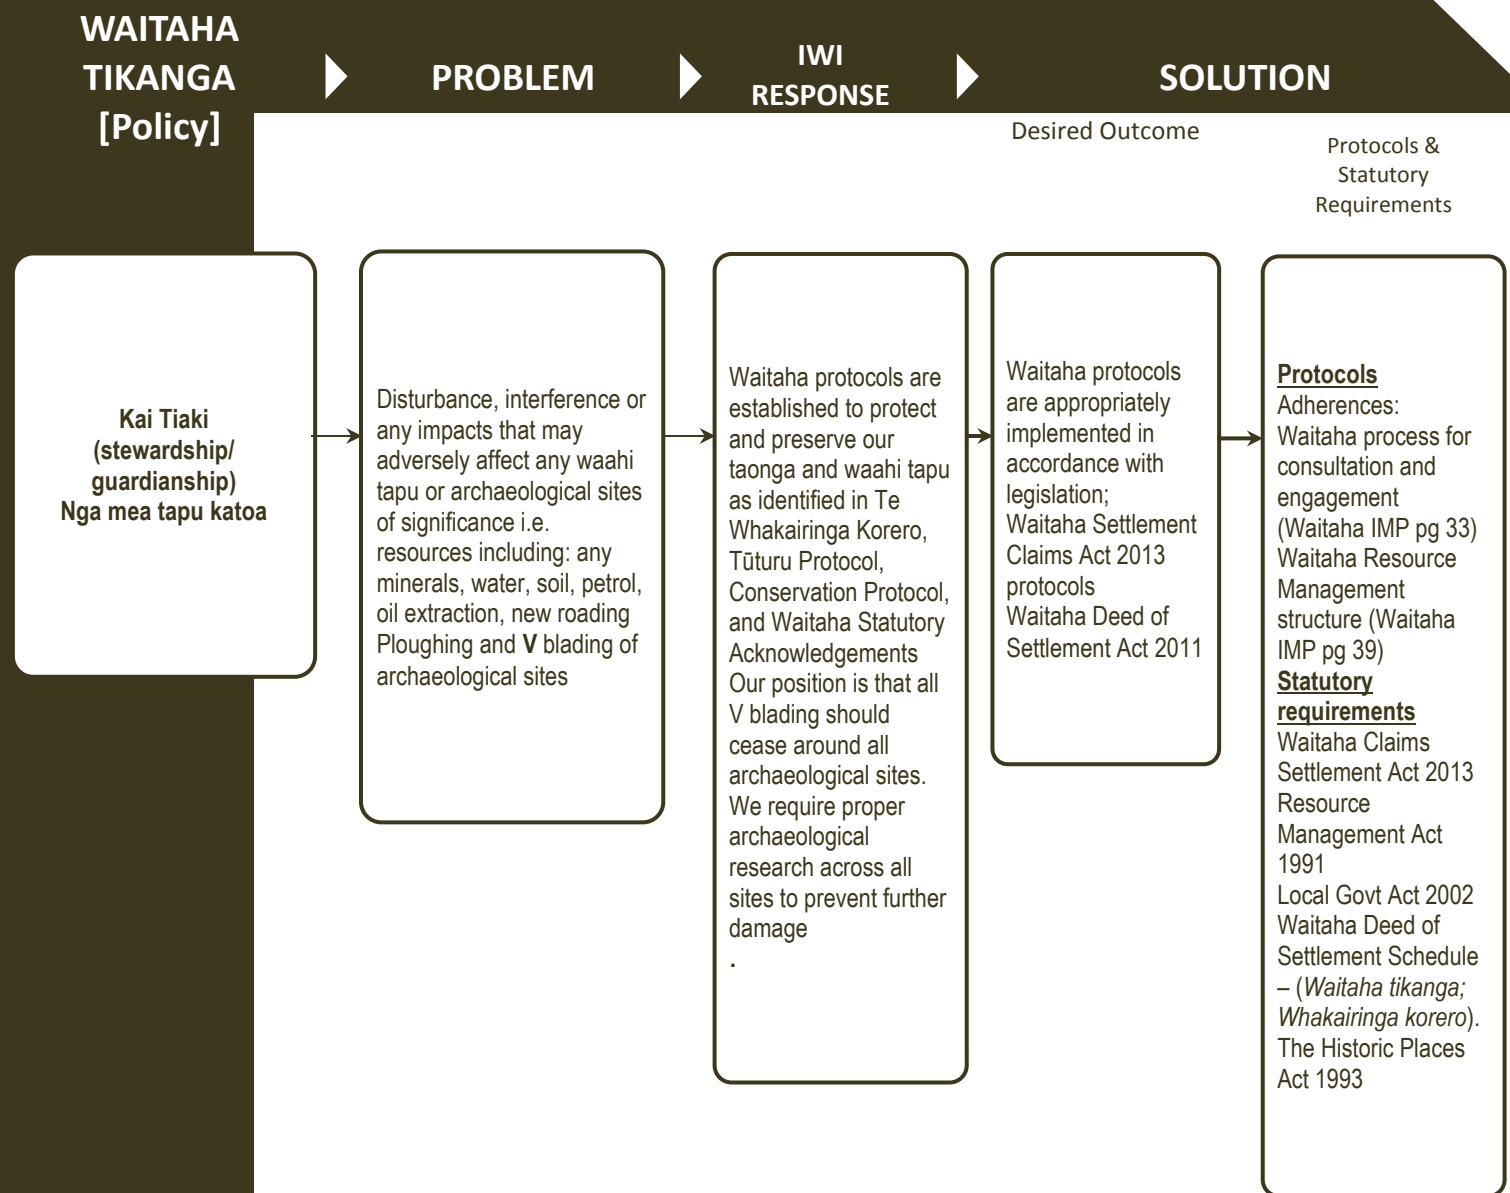 WAITAHA
TIKANGA
[Policy]
PROBLEM
IWI
RESPONSE
SOLUTION
Desired Outcome
Protocols &
Statutory
Requirements
Kai Tiaki
(stewardship/
guardianship)
Nga mea tapu katoa
Disturbance, interference or
any impacts that may
adversely affect any waahi
tapu or archaeological sites
of significance i.e.
resources including: any
minerals, water, soil, petrol,
oil extraction, new roading
Ploughing and V blading of
archaeological sites
Waitaha protocols are
established to protect
and preserve our
taonga and waahi tapu
as identified in Te
Whakairinga Korero,
Tūturu Protocol,
Conservation Protocol,
and Waitaha Statutory
Acknowledgements
Our position is that all
V blading should
cease around all
archaeological sites.
We require proper
archaeological
research across all
sites to prevent further
damage
.
Waitaha protocols
are appropriately
implemented in
accordance with
legislation;
Waitaha Settlement
Claims Act 2013
protocols
Waitaha Deed of
Settlement Act 2011
Protocols
Adherences:
Waitaha process for
consultation and
engagement
(Waitaha IMP pg 33)
Waitaha Resource
Management
structure (Waitaha
IMP pg 39)
Statutory
requirements
Waitaha Claims
Settlement Act 2013
Resource
Management Act
1991
Local Govt Act 2002
Waitaha Deed of
Settlement Schedule
– (Waitaha tikanga;
Whakairinga korero).
The Historic Places
Act 1993